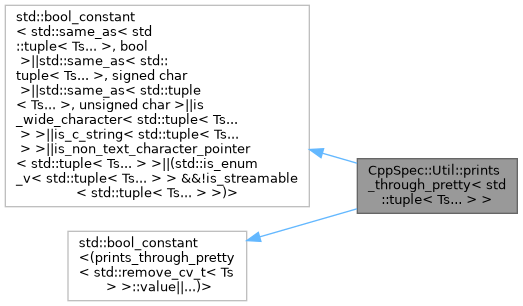 std::bool_constant
< std::same_as< std
::tuple< Ts... >, bool
 >||std::same_as< std::
tuple< Ts... >, signed char
 >||std::same_as< std::tuple
< Ts... >, unsigned char >||is
_wide_character< std::tuple< Ts...
 > >||is_c_string< std::tuple< Ts...
 > >||is_non_text_character_pointer
< std::tuple< Ts... > >||(std::is_enum
_v< std::tuple< Ts... > > &&!is_streamable
< std::tuple< Ts... > >)>
CppSpec::Util::prints
_through_pretty< std
::tuple< Ts... > >
std::bool_constant
<(prints_through_pretty
< std::remove_cv_t< Ts
 > >::value||...)>